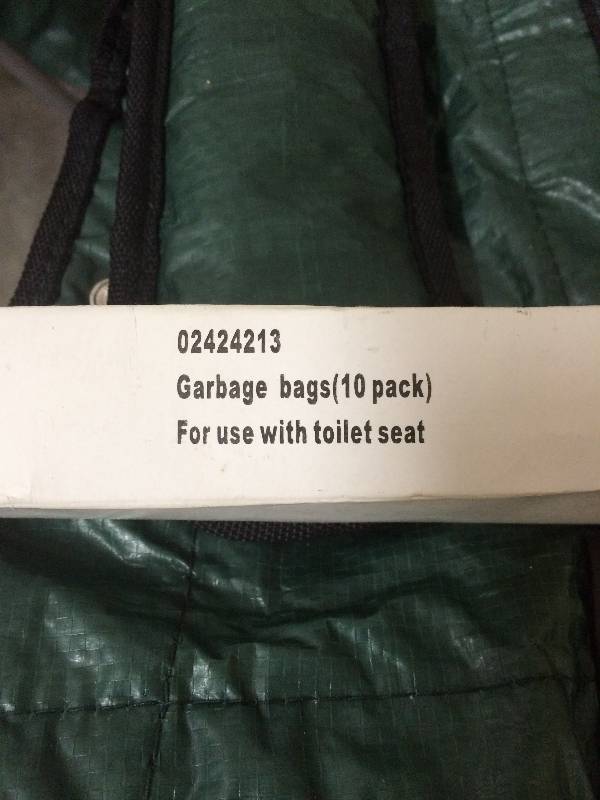 02424213
Garbage bags(10 pack)
For use with toilet seat